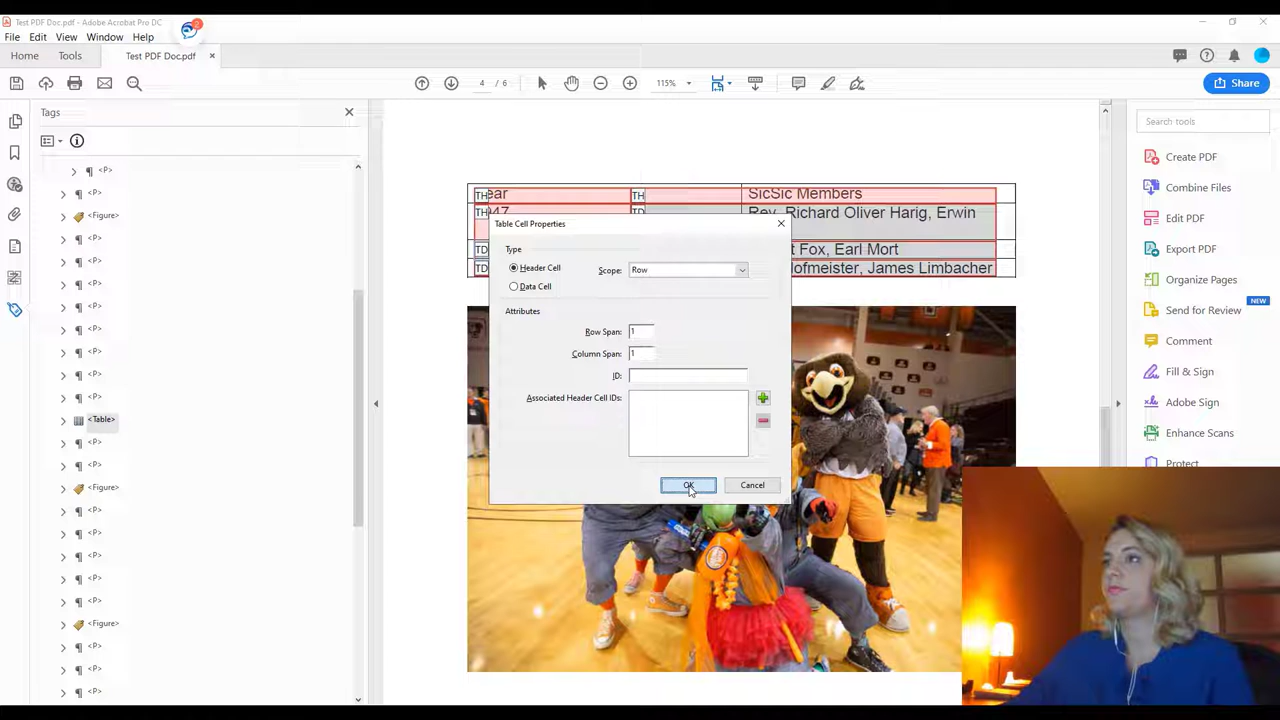 Test PDF Doc.pdf - Adobe Acrobat Pro DC
2
File Edit View Window Help
Home Tools Test PDF Doc.pdf ×
4 / 6 115% Share
Tags
<P>
<P>
<Figure>
<P>
<P>
<P>
<P>
<P>
<P>
<P>
<P>
<Table>
<P>
<P>
<Figure>
<P>
<P>
<P>
<P>
<P>
<Figure>
<P>
<P>
<P>
TH ear TH SicSic Members
TH 47 TD Rev. Richard Oliver Harig, Erwin
TD t Fox, Earl Mort
TD ofmeister, James Limbacher
Table Cell Properties
Type
Header Cell
Data Cell
Scope: Row
Attributes
Row Span: 1
Column Span: 1
ID:
Associated Header Cell IDs:
OK Cancel
Search tools
Create PDF
Combine Files
Edit PDF
Export PDF
Organize Pages
Send for Review NEW
Comment
Fill & Sign
Adobe Sign
Enhance Scans
Protect